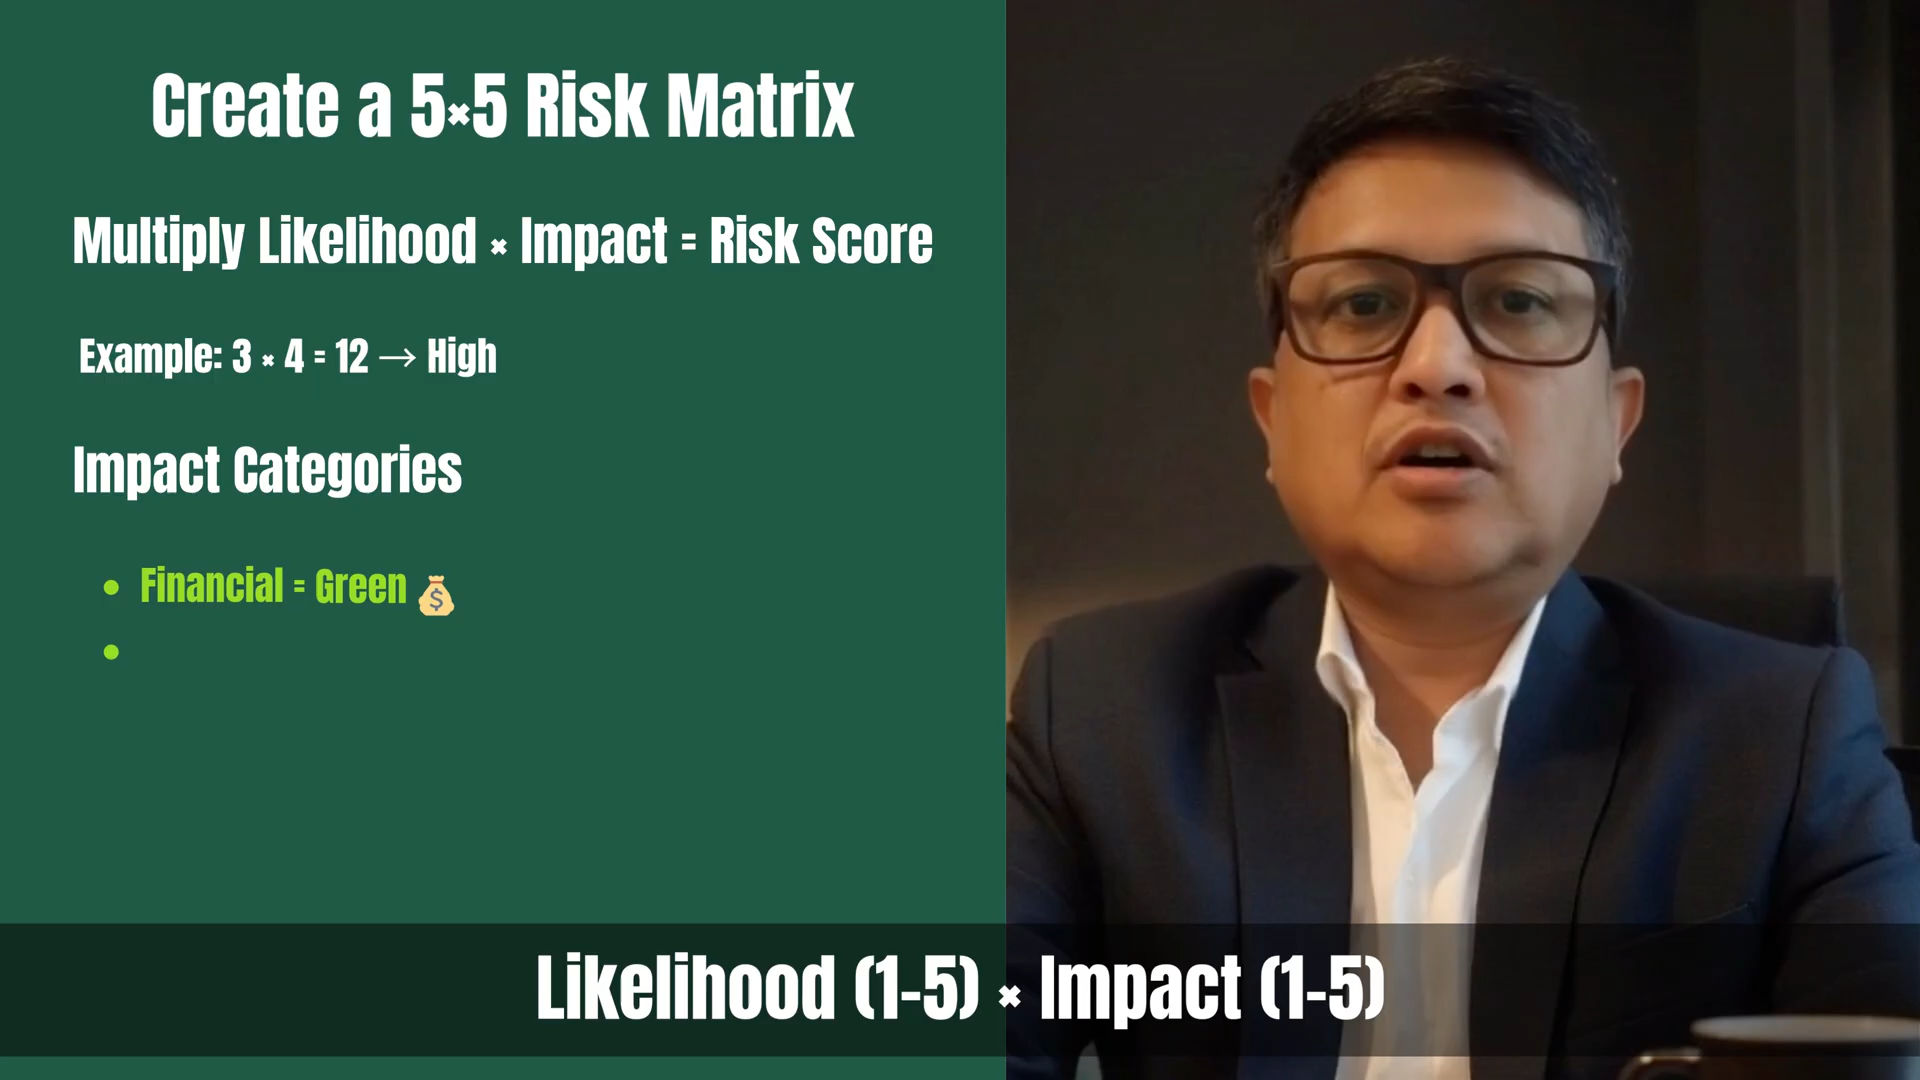 Create a 5×5 Risk Matrix
Multiply Likelihood × Impact = Risk Score
Example: 3 × 4 = 12 → High
Impact Categories
• Financial = Green 💰
•
Likelihood (1-5) × Impact (1-5)